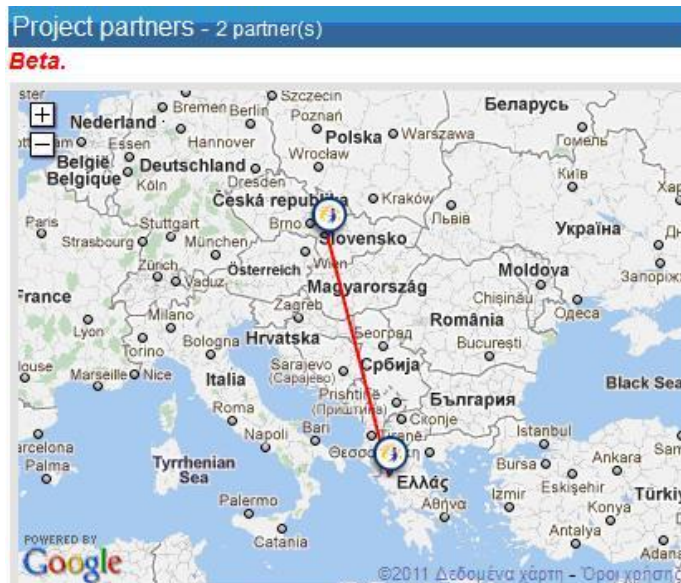 Project partners - 2 partner(s)
Beta.
Szczecin
Bremen
Berlin
Poznań
Беларусь
Nederland
Hannover
Polska
Warszawa
Гомель
Essen
België
Belgique
Deutschland
Wrocław
Київ
Köln
Dresden
Česká republika
Kraków
Львів
Paris
Stuttgart
Brno
Україна
Strasbourg
München
Slovensko
Wien
Zürich
Österreich
Moldova
Vaduz
Magyarország
Chișinău
France
Zagreb
Одеса
Milano
România
Lyon
Torino
Bologna
Hrvatska
Београд
București
Sarajevo
(Сарајево)
Србија
Marseille
Nice
Italia
Prishtinë
(Приштина)
България
Black Sea
Roma
Скопје
Bari
Tiranë
Istanbul
Napoli
Palma
Tyrrhenian
Sea
Bursa
Ankara
Ελλάς
Eskişehir
Izmir
Αθήνα
Konya
Palermo
Catania
Antalya
POWERED BY
Google
©2011 Δεδομένα χάρτη - Όροι χρήσης